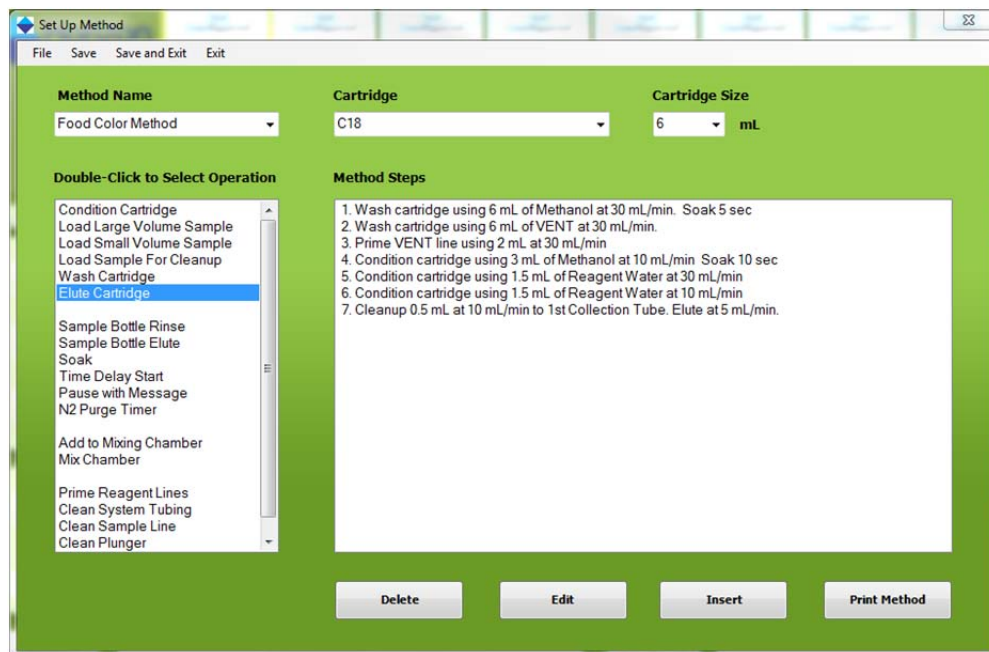 Set Up Method
File Save Save and Exit Exit
Method Name Cartridge Cartridge Size
Food Color Method C18 6 mL
Double-Click to Select Operation
Condition Cartridge
Load Large Volume Sample
Load Small Volume Sample
Load Sample For Cleanup
Wash Cartridge
Elute Cartridge
Sample Bottle Rinse
Sample Bottle Elute
Soak
Time Delay Start
Pause with Message
N2 Purge Timer
Add to Mixing Chamber
Mix Chamber
Prime Reagent Lines
Clean System Tubing
Clean Sample Line
Clean Plunger
Method Steps
1. Wash cartridge using 6 mL of Methanol at 30 mL/min. Soak 5 sec
2. Wash cartridge using 6 mL of VENT at 30 mL/min.
3. Prime VENT line using 2 mL at 30 mL/min
4. Condition cartridge using 3 mL of Methanol at 10 mL/min Soak 10 sec
5. Condition cartridge using 1.5 mL of Reagent Water at 30 mL/min
6. Condition cartridge using 1.5 mL of Reagent Water at 10 mL/min
7. Cleanup 0.5 mL at 10 mL/min to 1st Collection Tube. Elute at 5 mL/min.
Delete Edit Insert Print Method